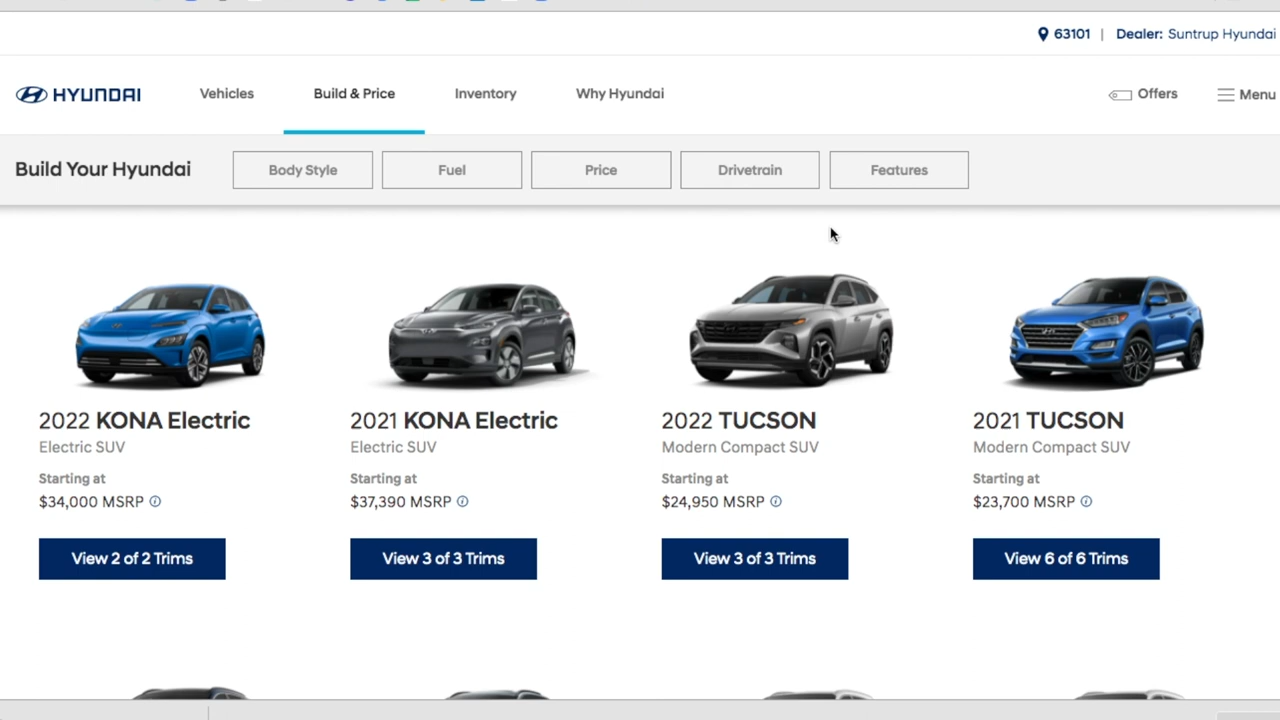 63101 | Dealer: Suntrup Hyundai
HYUNDAI Vehicles Build & Price Inventory Why Hyundai Offers Menu
Build Your Hyundai Body Style Fuel Price Drivetrain Features
2022 KONA Electric
Electric SUV
Starting at
$34,000 MSRP
View 2 of 2 Trims
2021 KONA Electric
Electric SUV
Starting at
$37,390 MSRP
View 3 of 3 Trims
2022 TUCSON
Modern Compact SUV
Starting at
$24,950 MSRP
View 3 of 3 Trims
2021 TUCSON
Modern Compact SUV
Starting at
$23,700 MSRP
View 6 of 6 Trims